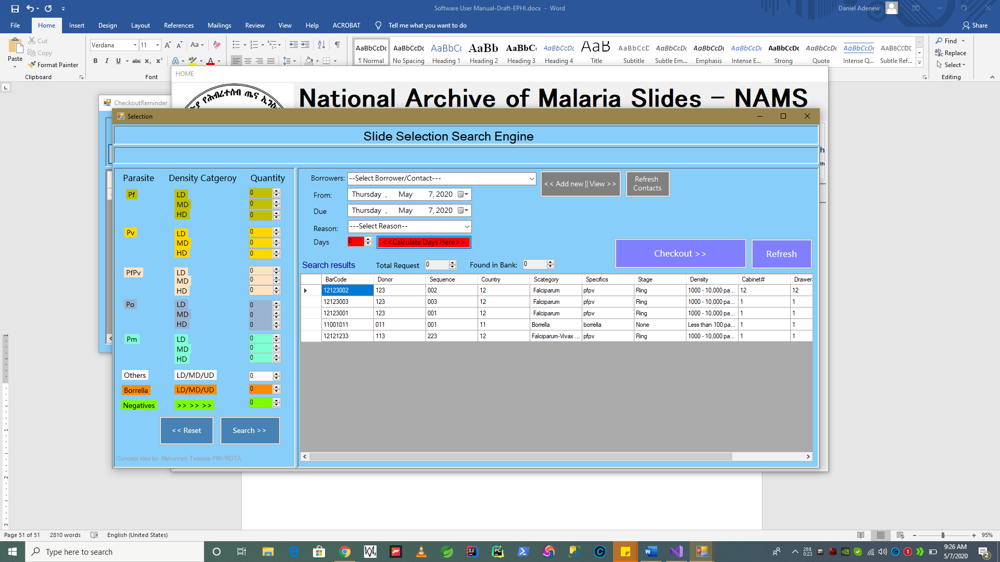 Software User Manual-Draft-EPHI.docx - Word
Daniel Adenew
File Home Insert Design Layout References Mailings Review View Help ACROBAT Tell me what you want to do Share
Paste
Cut
Copy
Format Painter
Clipboard
Verdana 11
Font
AaBbCcDc ¶ Normal
AaBbCcDc No Spacing
AaBbCc Heading 1
AaBb Heading 2
AaBbC Heading 3
AaBbCcDc Heading 4
AaB Title
AaBbCcD Subtitle
AaBbCcDc Subtle Em...
AaBbCcDc Emphasis
AaBbCcDc Intense E...
AaBbCcDc Strong
AaBbCcDc Quote
AaBbCcDc Intense Q...
AABBCCDE Subtle Ref...
Find
Replace
Select
Editing
HOME
National Archive of Malaria Slides – NAMS
CheckoutReminder
Selection
Slide Selection Search Engine
Parasite Density Catgeroy Quantity
Pf LD 0
MD 0
HD 0
Pv LD 0
MD 0
HD 0
PfPv LD 0
MD 0
HD 0
Po LD 0
MD 0
HD 0
Pm LD 0
MD 0
HD 0
Others LD/MD/UD 0
Borrella LD/MD/UD 0
Negatives >> >> >> 0
<< Reset Search >>
Concept Idea by Mekonnen Tadesse PMI/MDTA.
Borrowers: --Select Borrower/Contact---
<< Add new || View >>
Refresh Contacts
From: Thursday , May 7, 2020
Due Thursday , May 7, 2020
Reason: ---Select Reason--
Days 0 <<Calculate Days Here>>
Checkout >> Refresh
Search results Total Request 0 Found in Bank: 0
BarCode Donor Sequence Country Scategory Specifics Stage Density Cabinet# Drawer
12123002 123 002 12 Falciparum pfpv Ring 1000 - 10,000 pa... 12 12
12123003 123 003 12 Falciparum pfpv Ring 1000 - 10,000 pa... 1 1
12123001 123 001 12 Falciparum pfpv Ring 1000 - 10,000 pa... 1 1
11001011 011 001 11 Borrella borrella None Less than 100 pa... 1 1
12121233 113 223 12 Falciparum-Vivax ... pfpv Ring 1000 - 10,000 pa... 1 1
Page 51 of 51 2810 words English (United States) 95%
Type here to search
26% 0:23
9:26 AM
5/7/2020
2